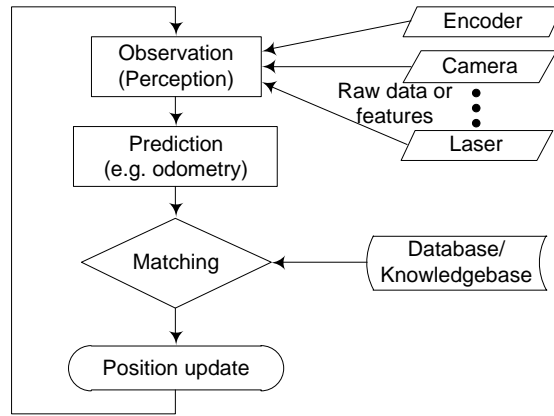 Observation
(Perception)
Encoder
Camera
Raw data or
features
Laser
Prediction
(e.g. odometry)
Matching
Database/
Knowledgebase
Position update